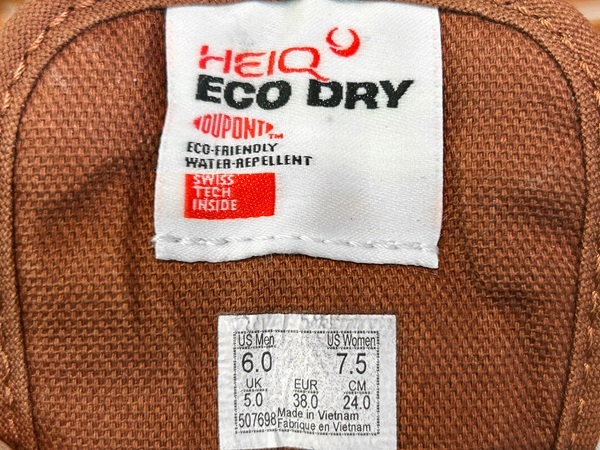 HEIQ
ECO DRY
DUPONT™
ECO-FRIENDLY
WATER-REPELLENT
SWISS
TECH
INSIDE
US Men US Women
6.0 7.5
UK EUR CM
5.0 38.0 24.0
507698 Made in Vietnam
Fabrique en Vietnam